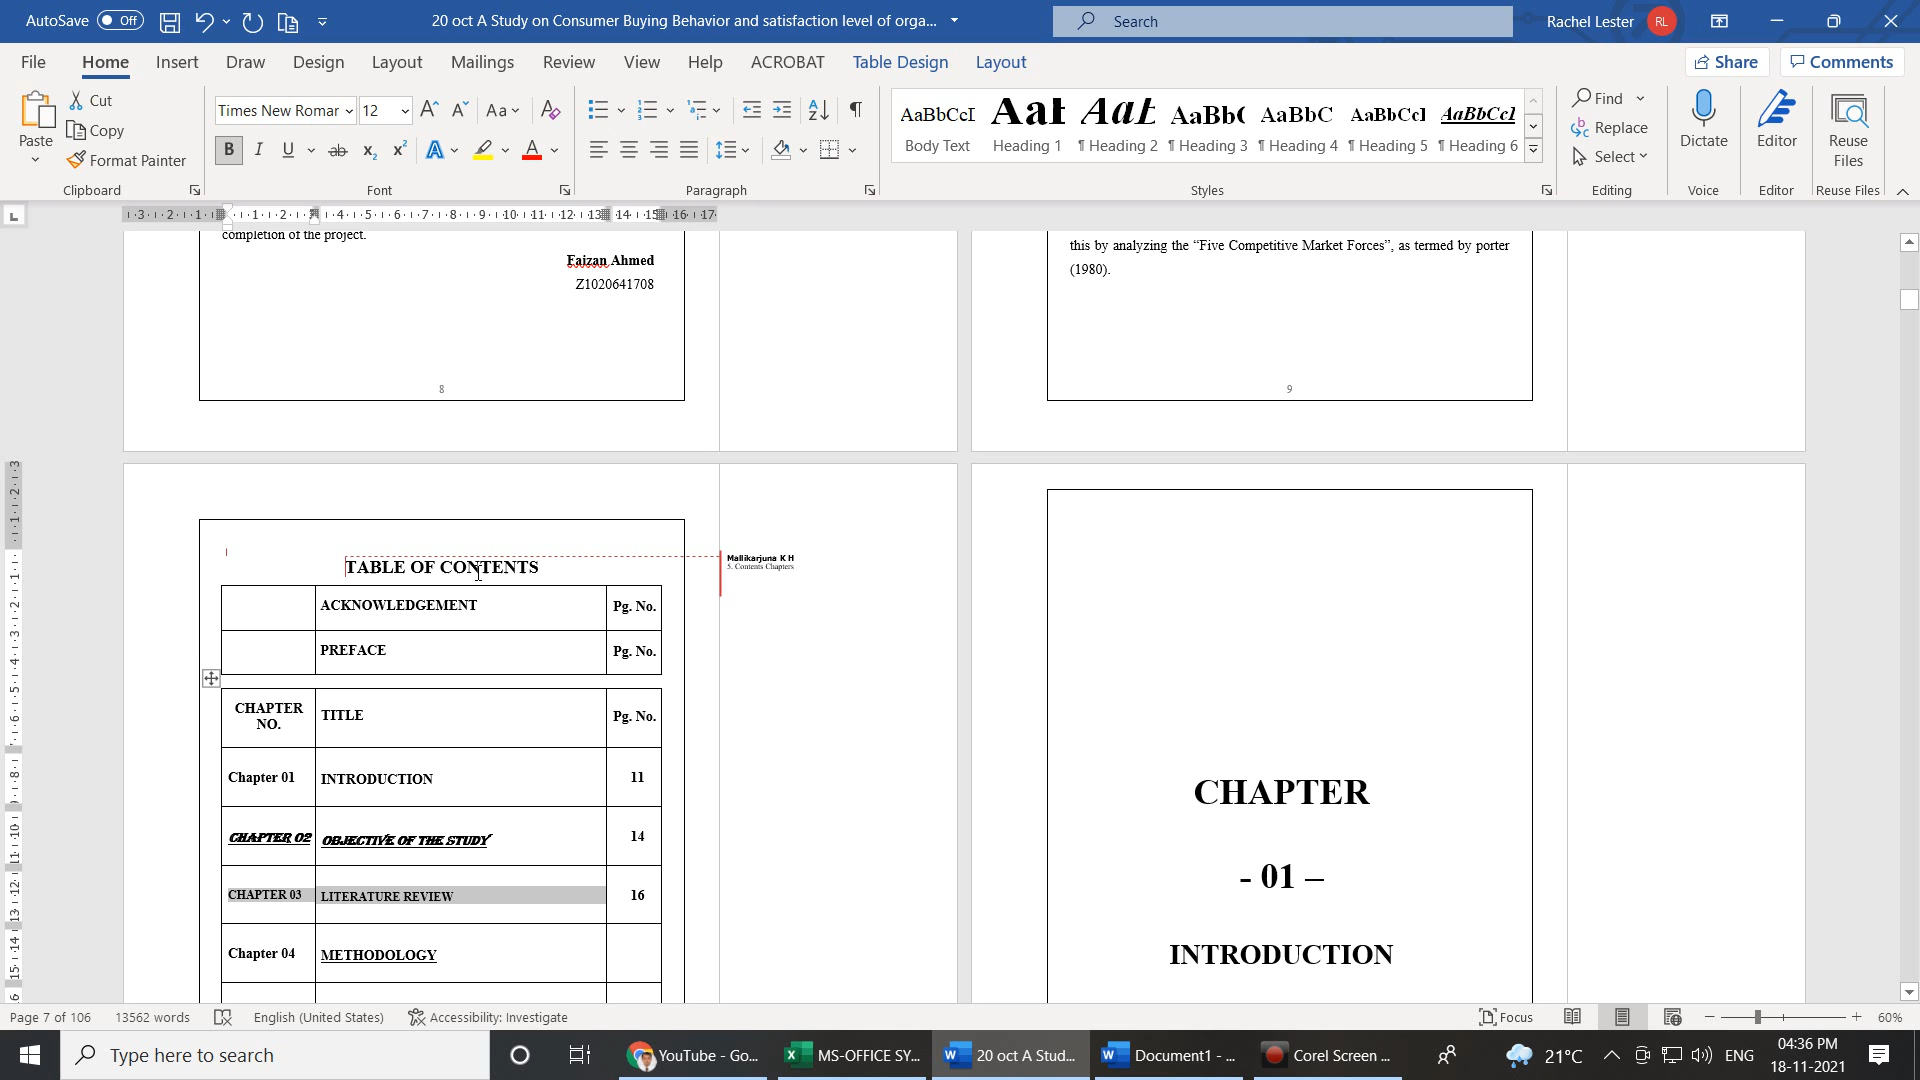 AutoSave Off
20 oct A Study on Consumer Buying Behavior and satisfaction level of orga...
Search
Rachel Lester RL
File Home Insert Draw Design Layout Mailings Review View Help ACROBAT Table Design Layout
Share Comments
Paste
Cut
Copy
Format Painter
Clipboard
Times New Romar 12
Font
Paragraph
AaBbCcI Body Text
Aab Heading 1
AaB ¶ Heading 2
AaBb( ¶ Heading 3
AaBbC ¶ Heading 4
AaBbCcl ¶ Heading 5
AaBbCcl ¶ Heading 6
Styles
Find
Replace
Select
Editing
Dictate
Voice
Editor
Editor
Reuse Files
Reuse Files
completion of the project.
Faizan Ahmed
Z1020641708
8
this by analyzing the “Five Competitive Market Forces”, as termed by porter
(1980).
9
TABLE OF CONTENTS
Mallikarjuna K H
5. Contents Chapters
ACKNOWLEDGEMENT Pg. No.
PREFACE Pg. No.
CHAPTER NO. TITLE Pg. No.
Chapter 01 INTRODUCTION 11
CHAPTER 02 OBJECTIVE OF THE STUDY 14
CHAPTER 03 LITERATURE REVIEW 16
Chapter 04 METHODOLOGY
CHAPTER
- 01 –
INTRODUCTION
Page 7 of 106 13562 words English (United States) Accessibility: Investigate
Focus 60%
Type here to search
YouTube - Go...
MS-OFFICE SY...
20 oct A Stud...
Document1 - ...
Corel Screen ...
21°C ENG
04:36 PM
18-11-2021